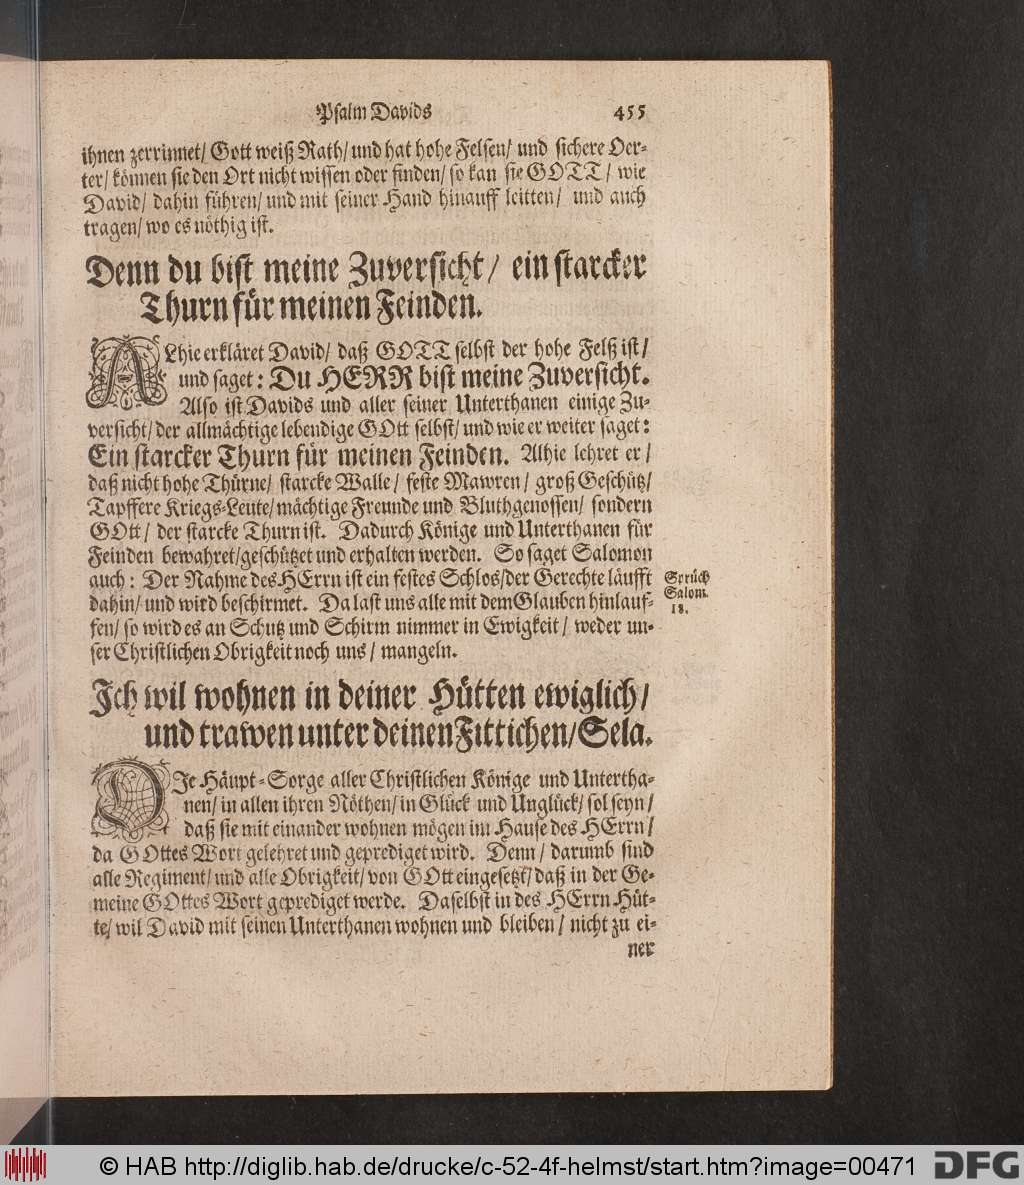 Psalm Davids 455
ihnen zerrinnet/ Gott weiß Rath/ und hat hohe Felsen/ und sichere Oer-
ter/ können sie den Ort nicht wissen oder finden/ so kan sie GOTT/ wie
David/ dahin führen/ und mit seiner Hand hinauff leitten/ und auch
tragen/ wo es nöthig ist.
Denn du bist meine Zuversicht/ ein starcker
Thurn für meinen Feinden.
ALhie erkläret David/ daß GOTT selbst der hohe Felß ist/
und saget: Du HERR bist meine Zuversicht.
Also ist Davids und aller seiner Unterthanen einige Zu-
versicht/ der allmächtige lebendige GOtt selbst/ und wie er weiter saget:
Ein starcker Thurn für meinen Feinden. Alhie lehret er/
daß nicht hohe Thürne/ starcke Walle/ feste Mawren/ groß Geschütz/
Tapffere Kriegs-Leute/ mächtige Freunde und Bluthgenossen/ sondern
GOtt/ der starcke Thurn ist. Dadurch Könige und Unterthanen für
Feinden bewahret/ geschützet und erhalten werden. So saget Salomon
auch: Der Nahme des HErrn ist ein festes Schlos/ der Gerechte läufft
dahin/ und wird beschirmet. Da last uns alle mit dem Glauben hinlauf-
fen/ so wird es an Schutz und Schirm nimmer in Ewigkeit/ weder un-
ser Christlichen Obrigkeit noch uns/ mangeln.
Sprüch
Salom.
18.
Ich wil wohnen in deiner Hütten ewiglich/
und trawen unter deinen Fittichen/ Sela.
DIe Häupt-Sorge aller Christlichen Könige und Untertha-
nen/ in allen ihren Nöthen/ in Glück und Unglück/ sol seyn/
daß sie mit einander wohnen mögen im Hause des HErrn/
da GOttes Wort gelehret und geprediget wird. Denn/ darumb sind
alle Regiment/ und alle Obrigkeit/ von GOtt eingesetzt/ daß in der Ge-
meine GOttes Wort geprediget werde. Daselbst in des HErrn Hüt-
te/ wil David mit seinen Unterthanen wohnen und bleiben/ nicht zu ei-
ner
© HAB http://diglib.hab.de/drucke/c-52-4f-helmst/start.htm?image=00471
DFG